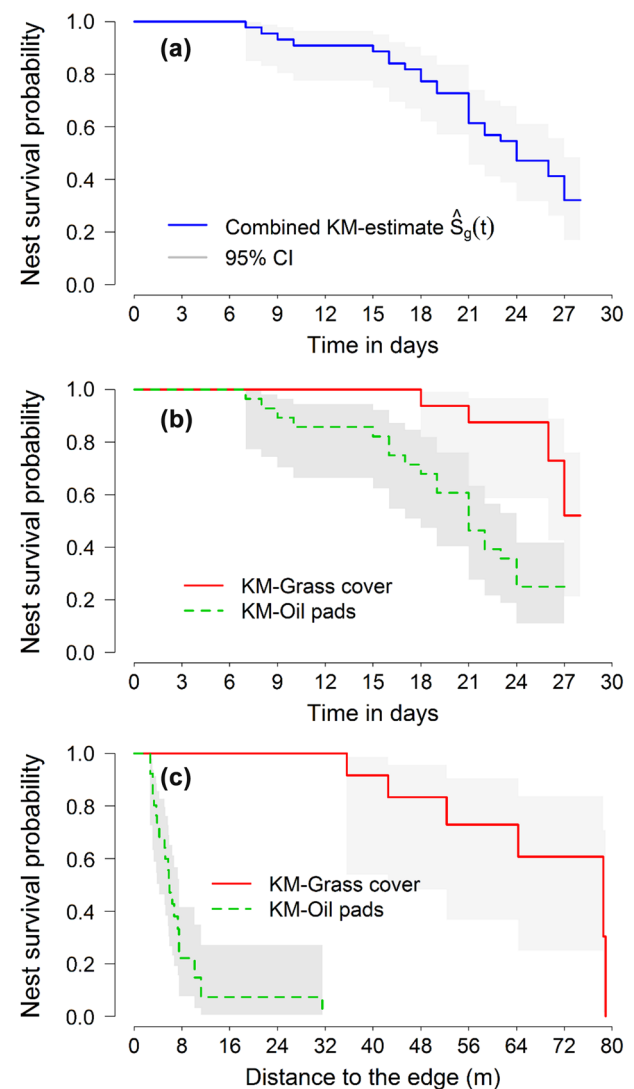 1.0
(a)
0.8
0.6
0.4
0.2
0.0
Nest survival probability
Combined KM-estimate Ŝg(t)
95% CI
0 3 6 9 12 15 18 21 24 27 30
Time in days
1.0
(b)
0.8
0.6
0.4
0.2
0.0
Nest survival probability
KM-Grass cover
KM-Oil pads
0 3 6 9 12 15 48 21 24 27 30
Time in days
1.0
(c)
0.8
0.6
0.4
0.2
0.0
Nest survival probability
KM-Grass cover
KM-Oil pads
0 8 16 24 32 40 48 56 64 72 80
Distance to the edge (m)